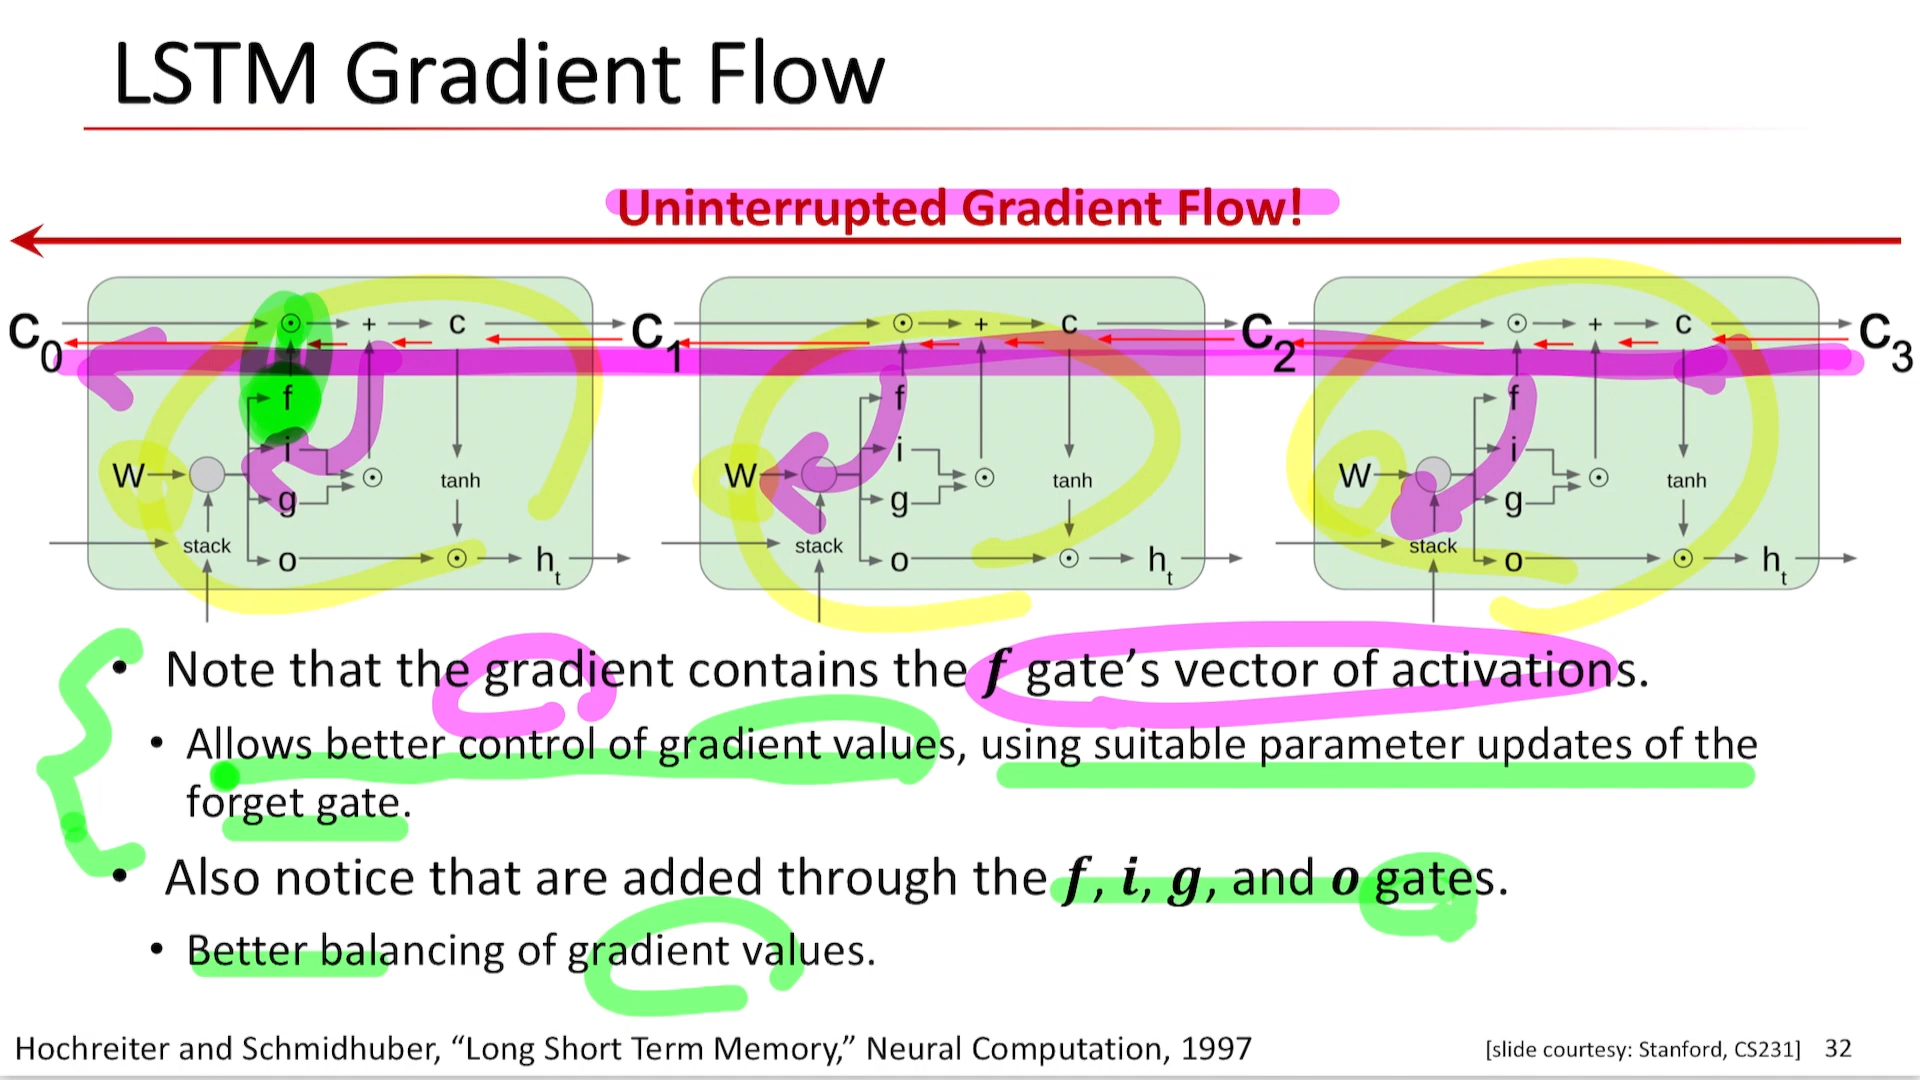 LSTM Gradient Flow
Uninterrupted Gradient Flow!
C0 ⊙ + c C1 ⊙ + c C2 ⊙ + c C3
f f f
i i i
W ⊙ tanh W ⊙ tanh W ⊙ tanh
g g g
stack stack stack
o ⊙ ht o ⊙ ht o ⊙ ht
• Note that the gradient contains the f gate’s vector of activations.
• Allows better control of gradient values, using suitable parameter updates of the
forget gate.
• Also notice that are added through the f, i, g, and o gates.
• Better balancing of gradient values.
Hochreiter and Schmidhuber, “Long Short Term Memory,” Neural Computation, 1997
[slide courtesy: Stanford, CS231] 32